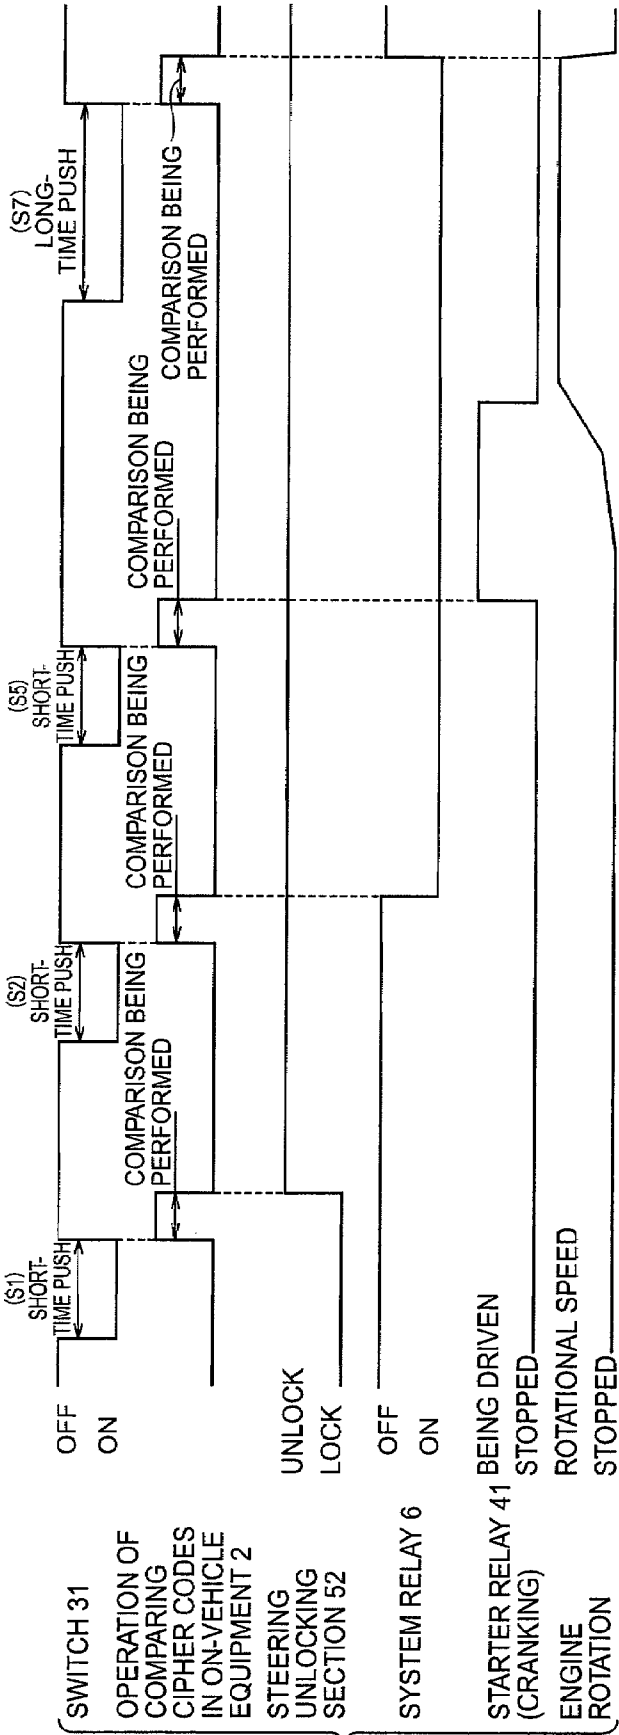 SWITCH 31
OFF
ON
(S1)
SHORT-
TIME PUSH
(S2)
SHORT-
TIME PUSH
(S5)
SHORT-
TIME PUSH
(S7)
LONG-
TIME PUSH
OPERATION OF
COMPARING
CIPHER CODES
IN ON-VEHICLE
EQUIPMENT 2
COMPARISON BEING
PERFORMED
COMPARISON BEING
PERFORMED
COMPARISON BEING
PERFORMED
COMPARISON BEING
PERFORMED
STEERING
UNLOCKING
SECTION 52
UNLOCK
LOCK
SYSTEM RELAY 6
OFF
ON
STARTER RELAY 41
(CRANKING)
BEING DRIVEN
STOPPED
ENGINE
ROTATION
ROTATIONAL SPEED
STOPPED